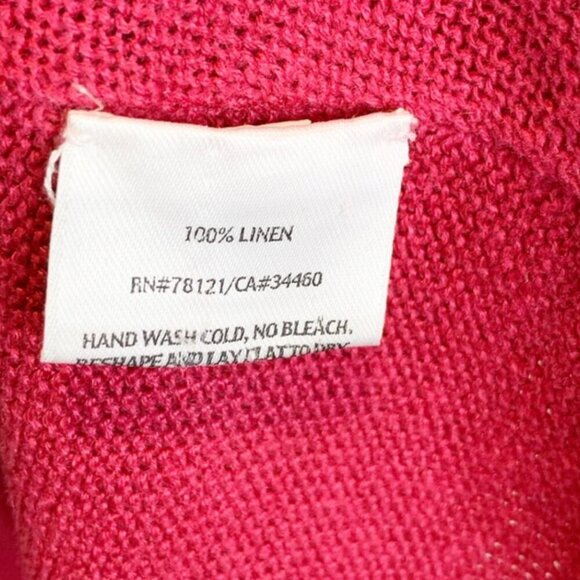 100% LINEN
RN#78121/CA#34460
HAND WASH COLD, NO BLEACH.
RESHAPE AND LAY FLAT TO DRY